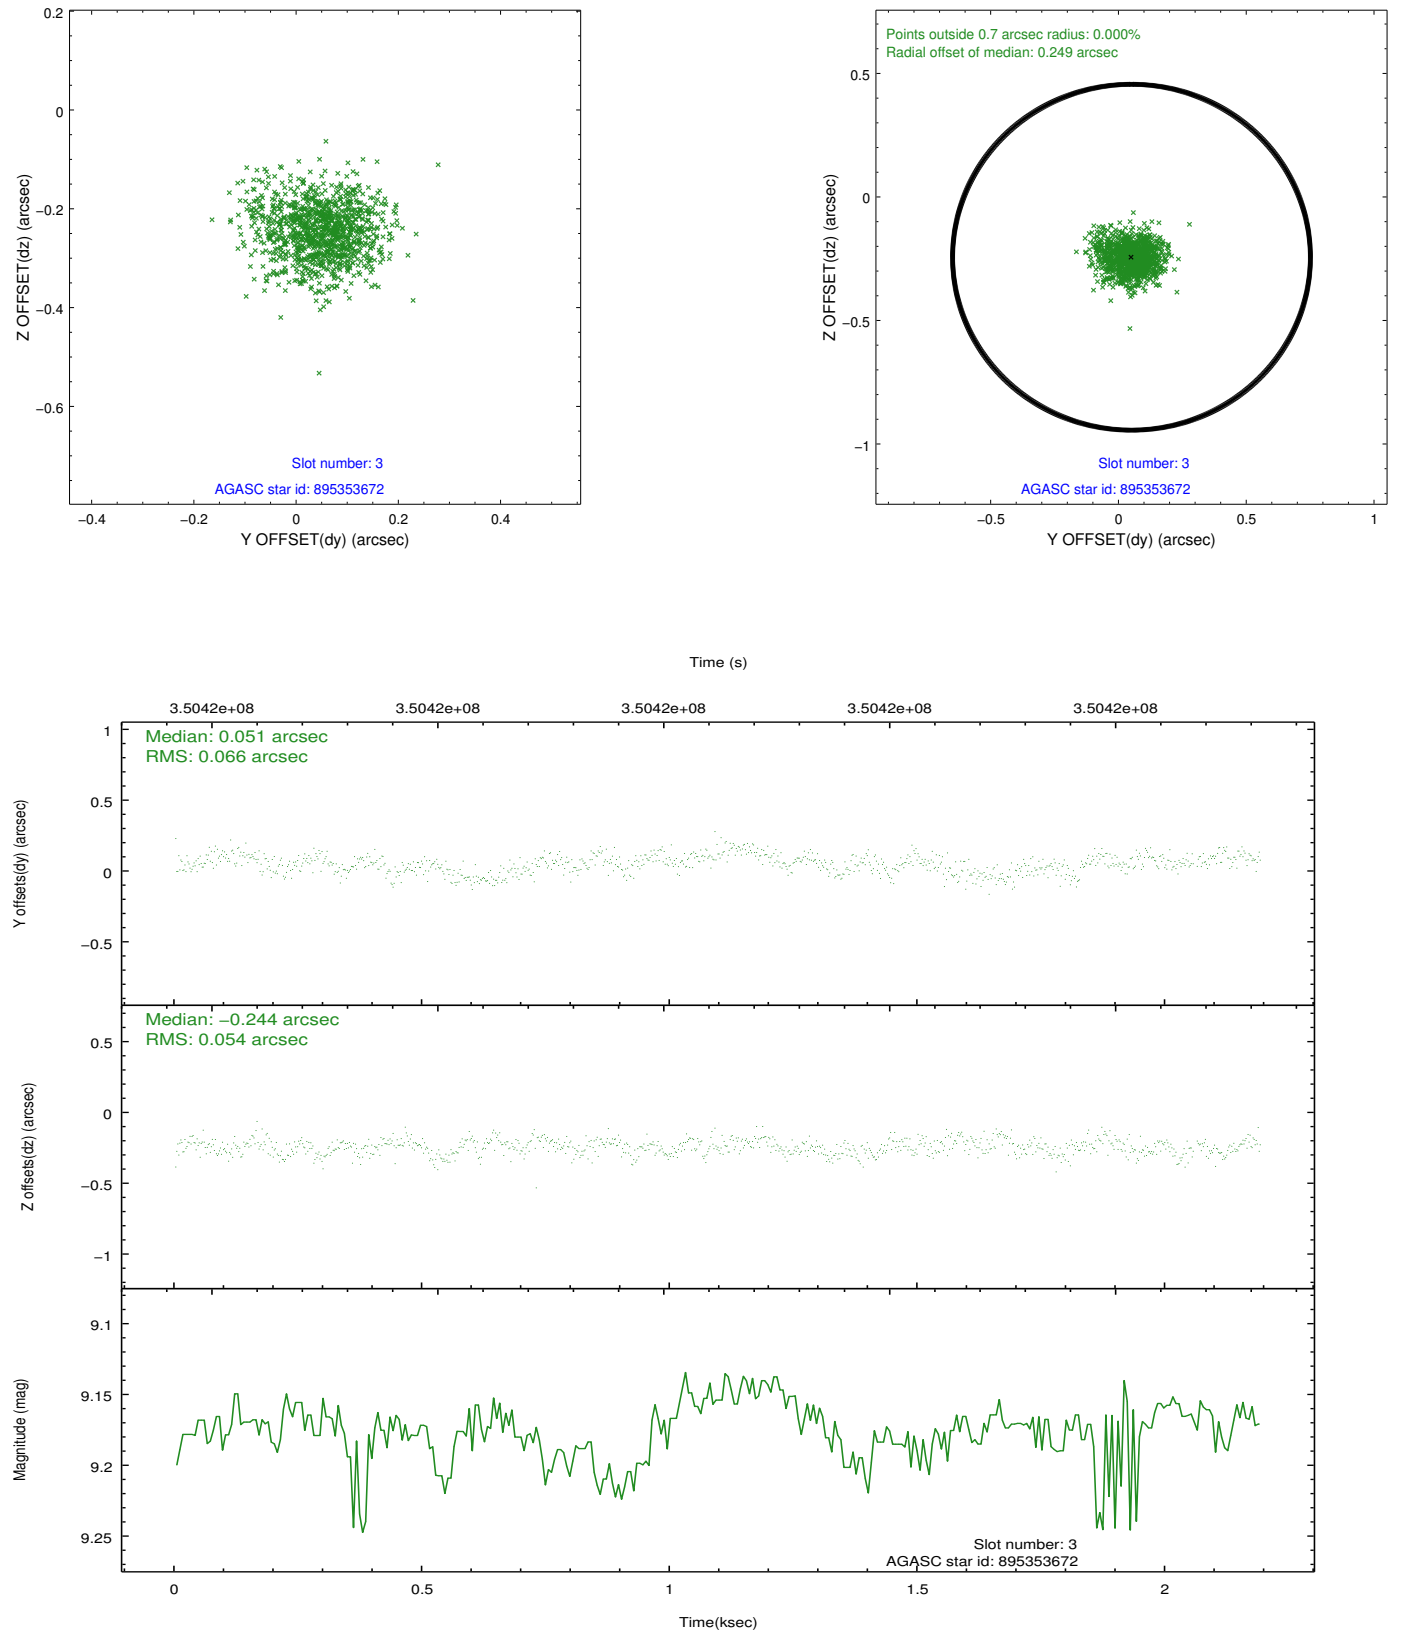 0.2
0
−0.2
−0.4
−0.6
Z OFFSET(dz) (arcsec)
Slot number: 3
AGASC star id: 895353672
−0.4 −0.2 0 0.2 0.4
Y OFFSET(dy) (arcsec)
Points outside 0.7 arcsec radius: 0.000%
Radial offset of median: 0.249 arcsec
0.5
0
−0.5
−1
Z OFFSET(dz) (arcsec)
Slot number: 3
AGASC star id: 895353672
−0.5 0 0.5 1
Y OFFSET(dy) (arcsec)
Time (s)
3.5042e+08 3.5042e+08 3.5042e+08 3.5042e+08 3.5042e+08
Median: 0.051 arcsec
RMS: 0.066 arcsec
1
0.5
0
−0.5
Y offsets(dy) (arcsec)
Median: −0.244 arcsec
RMS: 0.054 arcsec
0.5
0
−0.5
−1
Z offsets(dz) (arcsec)
9.1
9.15
9.2
9.25
Magnitude (mag)
Slot number: 3
AGASC star id: 895353672
0 0.5 1 1.5 2
Time(ksec)